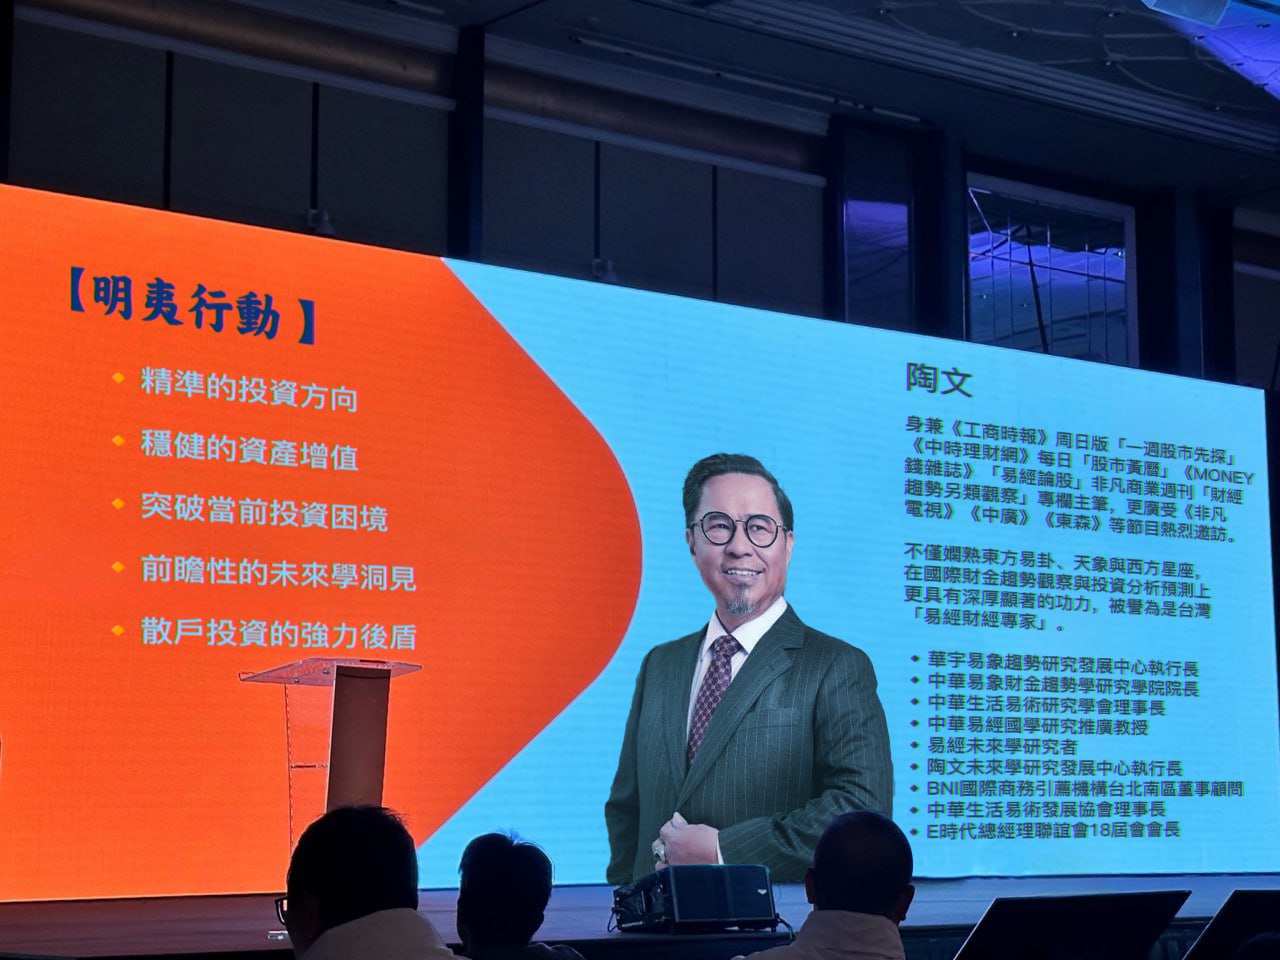 【明夷行動 】
精準的投資方向
穩健的資產增值
突破當前投資困境
前瞻性的未來學洞見
散戶投資的強力後盾
陶文
身兼《工商時報》周日版「一週股市先探」
《中時理財網》每日「股市黃曆」《MONEY
錢雜誌》「易經論股」非凡商業週刊「財經
趨勢另類觀察」專欄主筆，更廣受《非凡
電視》《中廣》《東森》等節目熱烈邀訪。
不僅嫻熟東方易卦、天象與西方星座，
在國際財金趨勢觀察與投資分析預測上
更具有深厚顯著的功力，被譽為是台灣
「易經財經專家」。
華宇易象趨勢研究發展中心執行長
中華易象財金趨勢學研究學院院長
中華生活易術研究學會理事長
中華易經國學研究推廣教授
易經未來學研究者
陶文未來學研究發展中心執行長
BNI國際商務引薦機構台北南區董事顧問
中華生活易術發展協會理事長
E時代總經理聯誼會18屆會會長